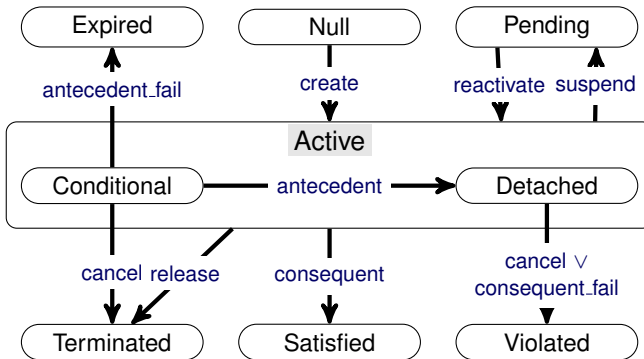 Expired Null Pending
antecedent_fail create reactivate suspend
Active
Conditional antecedent Detached
cancel release consequent cancel ∨
consequent_fail
Terminated Satisfied Violated